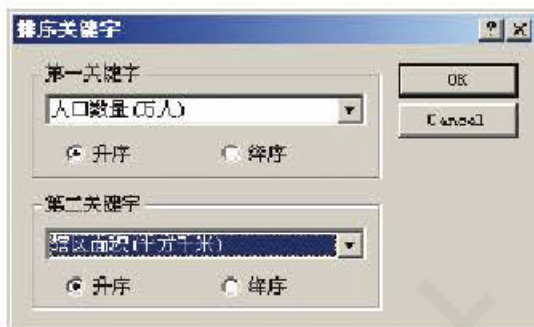 排序关键字
第一关键字
OK
人口数量(万人)
Cancel
升序 降序
第二关键字
辖区面积(平方千米)
升序 降序